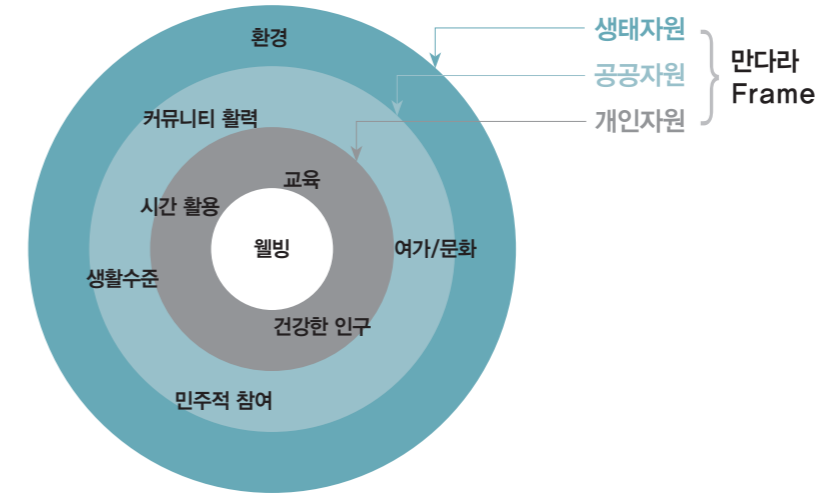 환경
생태자원
공공자원
개인자원
만다라
Frame
커뮤니티 활력
교육
시간 활용
웰빙
여가/문화
생활수준
건강한 인구
민주적 참여